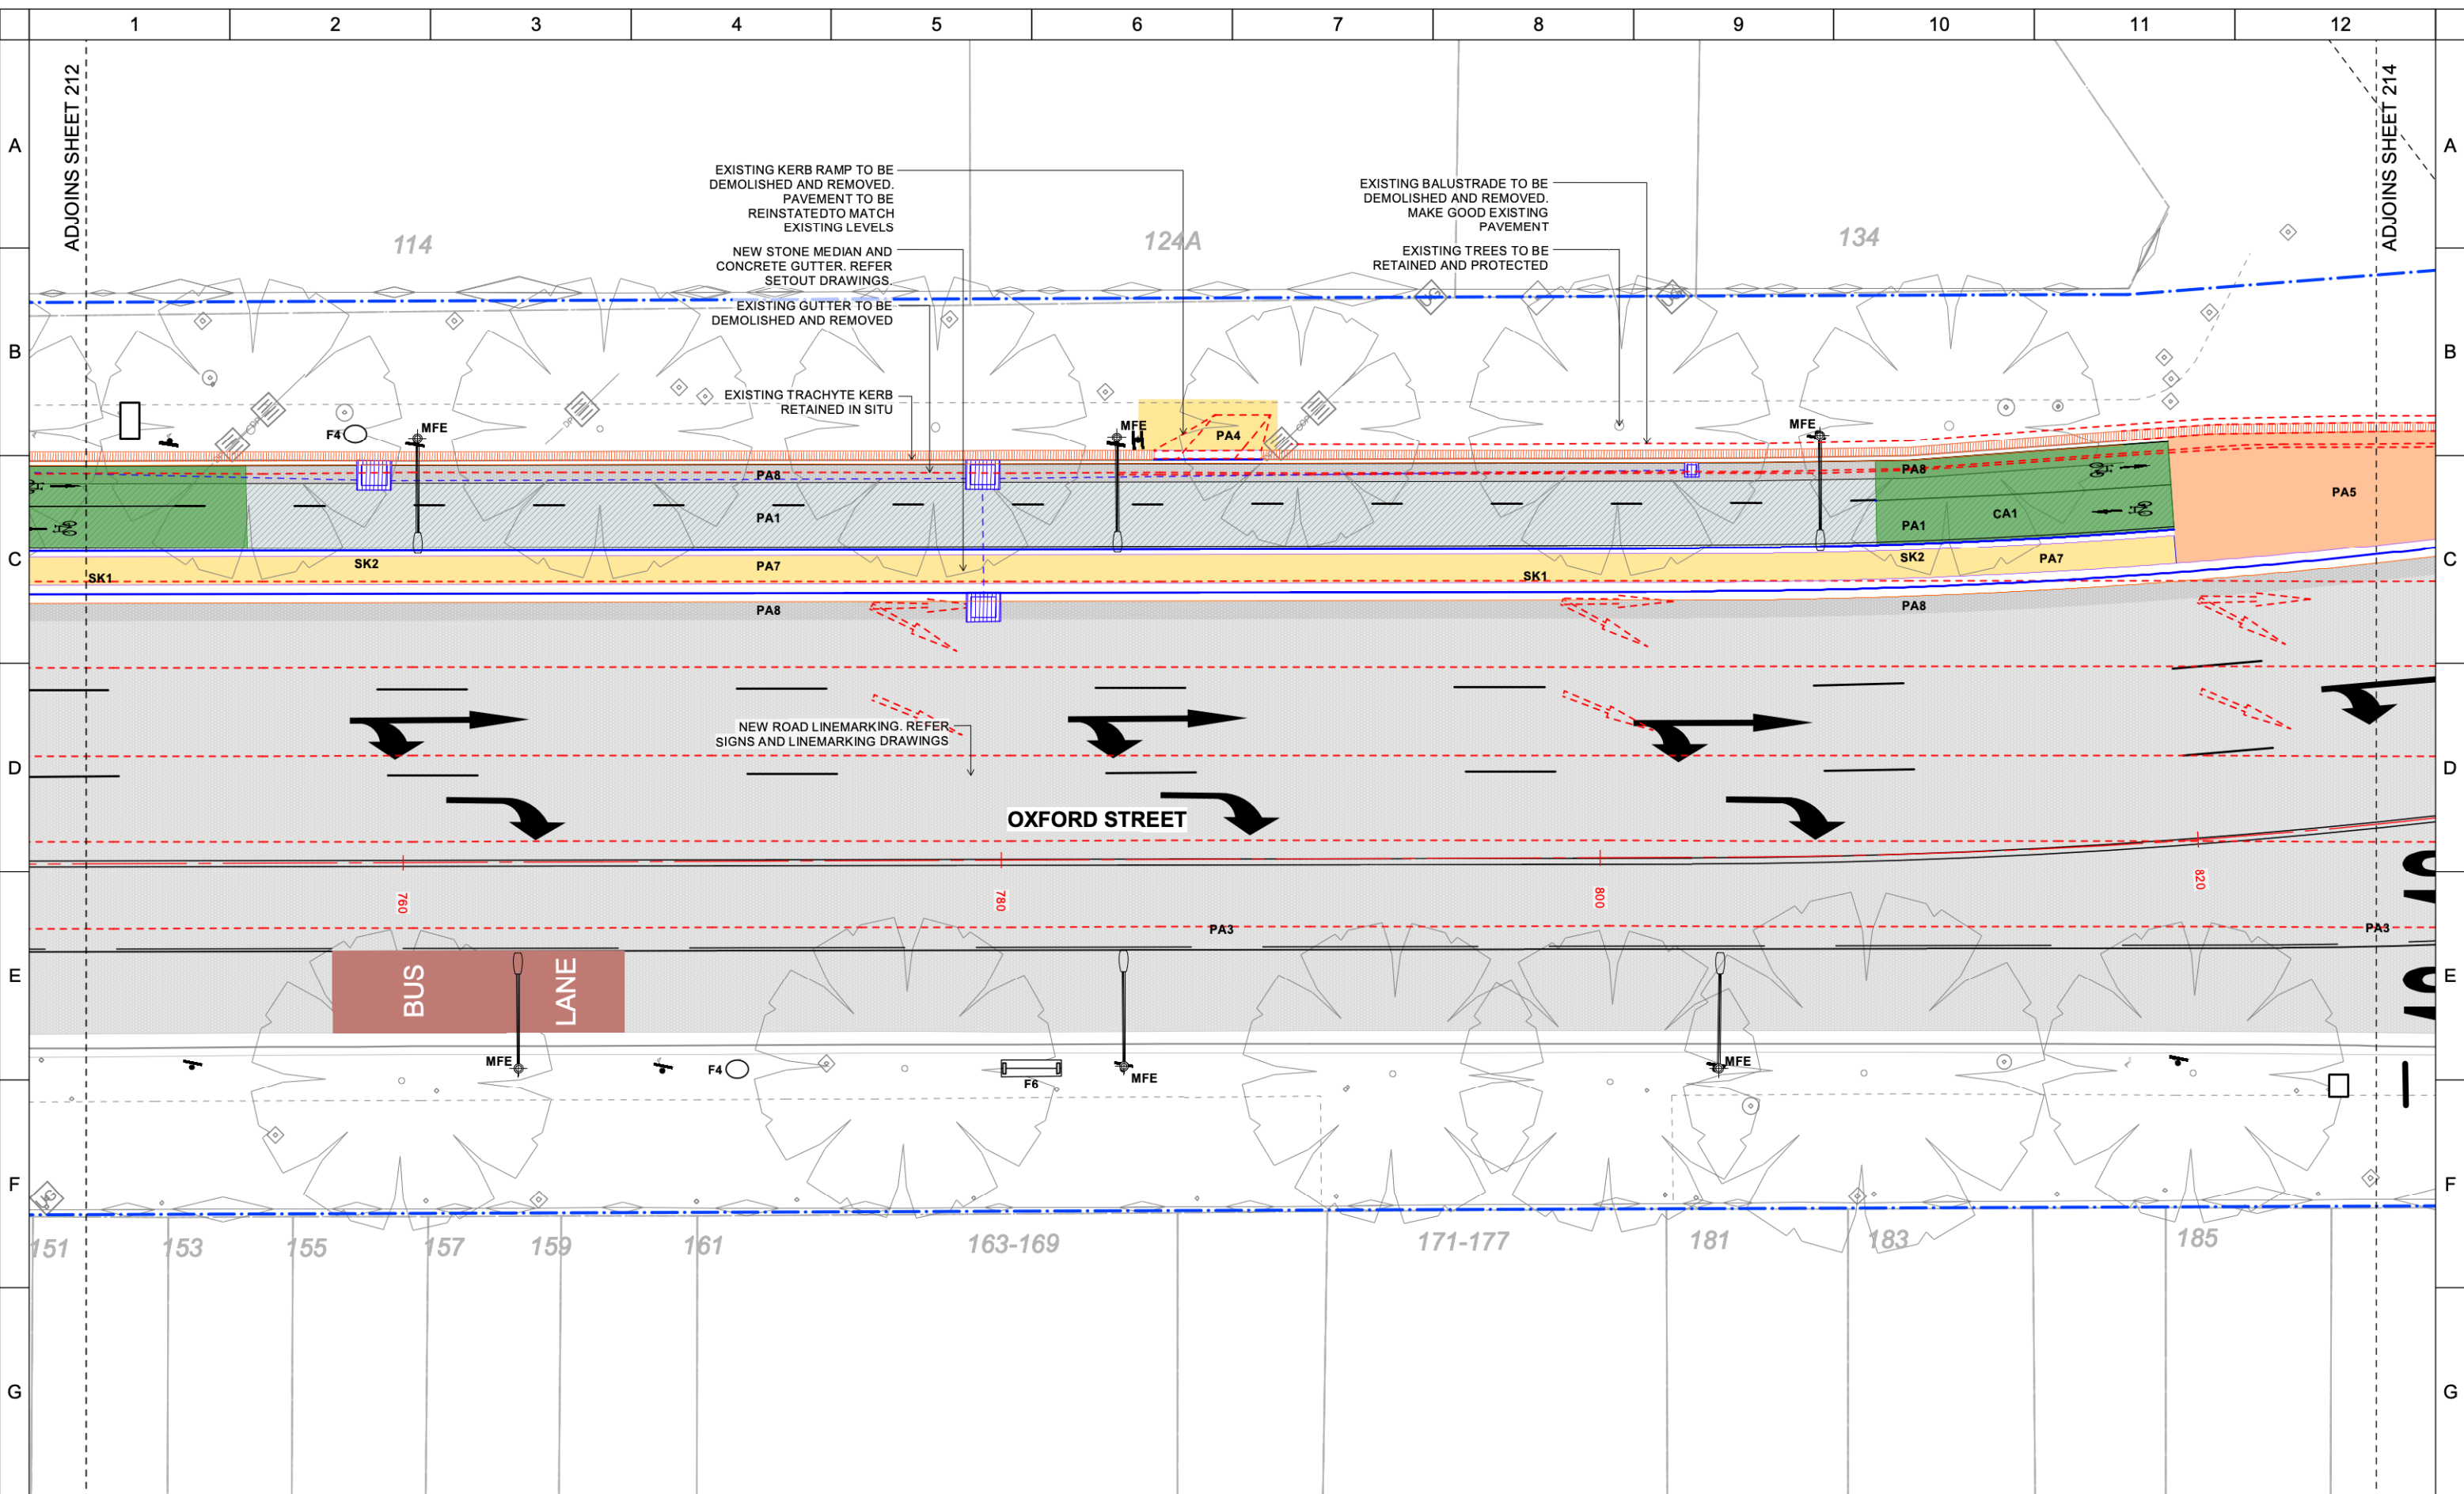 1 2 3 4 5 6 7 8 9 10 11 12
ADJOINS SHEET 212
ADJOINS SHEET 214
A A
EXISTING KERB RAMP TO BE
DEMOLISHED AND REMOVED.
PAVEMENT TO BE
REINSTATEDTO MATCH
EXISTING LEVELS
EXISTING BALUSTRADE TO BE
DEMOLISHED AND REMOVED.
MAKE GOOD EXISTING
PAVEMENT
114 124A 134
NEW STONE MEDIAN AND
CONCRETE GUTTER. REFER
SETOUT DRAWINGS.
EXISTING TREES TO BE
RETAINED AND PROTECTED
EXISTING GUTTER TO BE
DEMOLISHED AND REMOVED
B B
EXISTING TRACHYTE KERB
RETAINED IN SITU
F4 MFE MFE PA4 MFE
PA8 PA8
PA5
PA1 PA1 CA1
C C
SK1 SK2 PA7 SK1 SK2 PA7
PA8 PA8
NEW ROAD LINEMARKING. REFER
SIGNS AND LINEMARKING DRAWINGS
D D
OXFORD STREET
760 780 800 820
PA3 PA3
E E
BUS LANE
MFE F4 F6 MFE MFE
F F
UG
151 153 155 157 159 161 163-169 171-177 181 183 185
G G